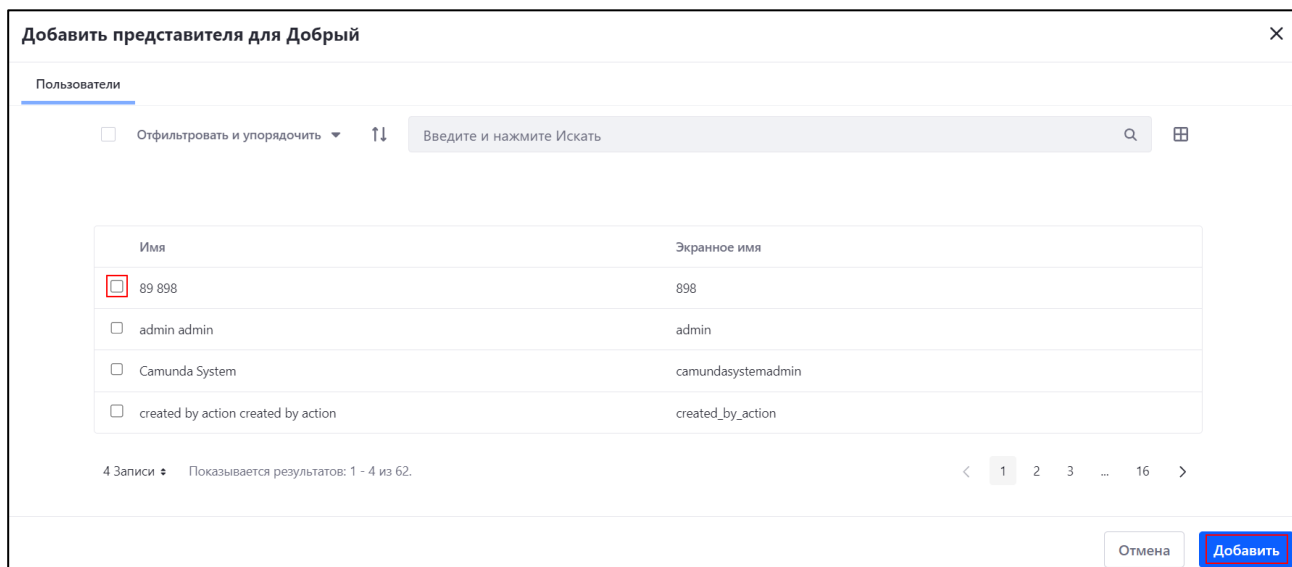 Добавить представителя для Добрый
Пользователи
Отфильтровать и упорядочить
Введите и нажмите Искать
Имя Экранное имя
89 898 898
admin admin admin
Camunda System camundasystemadmin
created by action created by action created_by_action
4 Записи Показывается результатов: 1 - 4 из 62. 1 2 3 ... 16
Отмена Добавить